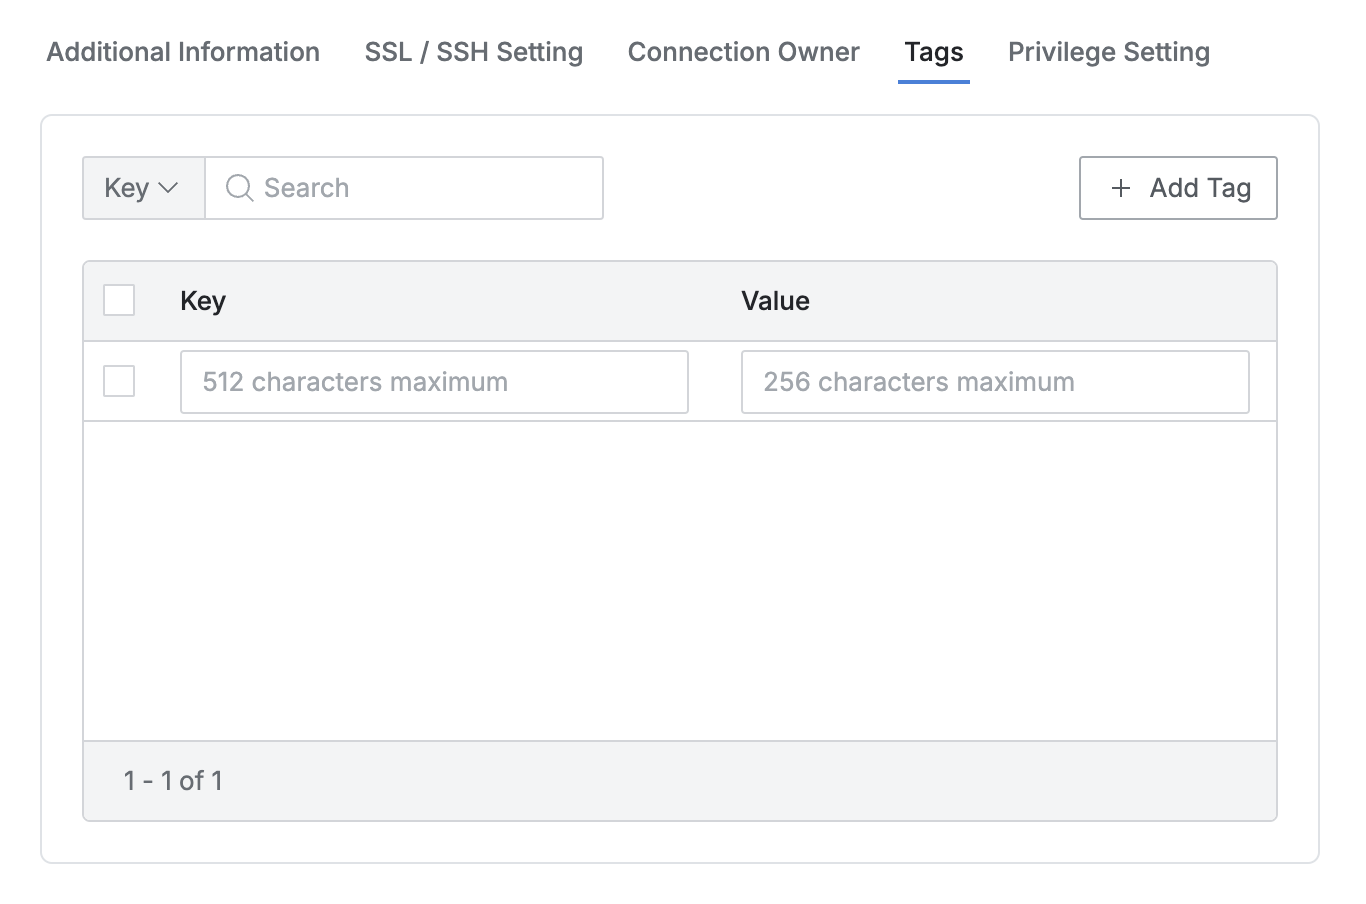 Additional Information SSL / SSH Setting Connection Owner Tags Privilege Setting
Key Search + Add Tag
Key Value
512 characters maximum 256 characters maximum
1 - 1 of 1